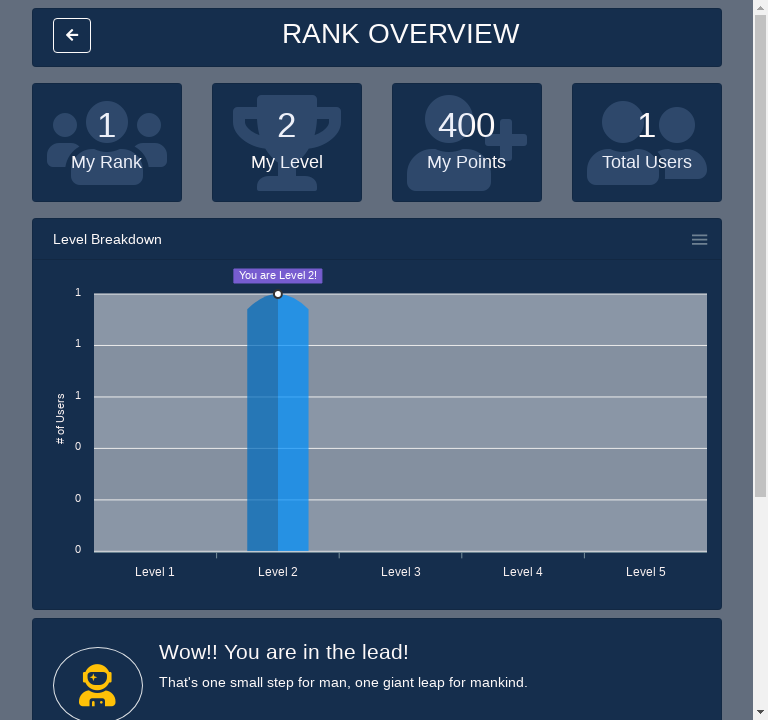 RANK OVERVIEW
1
My Rank
2
My Level
400
My Points
1
Total Users
Level Breakdown
You are Level 2!
1
1
1
0
0
0
# of Users
Level 1
Level 2
Level 3
Level 4
Level 5
Wow!! You are in the lead!
That's one small step for man, one giant leap for mankind.